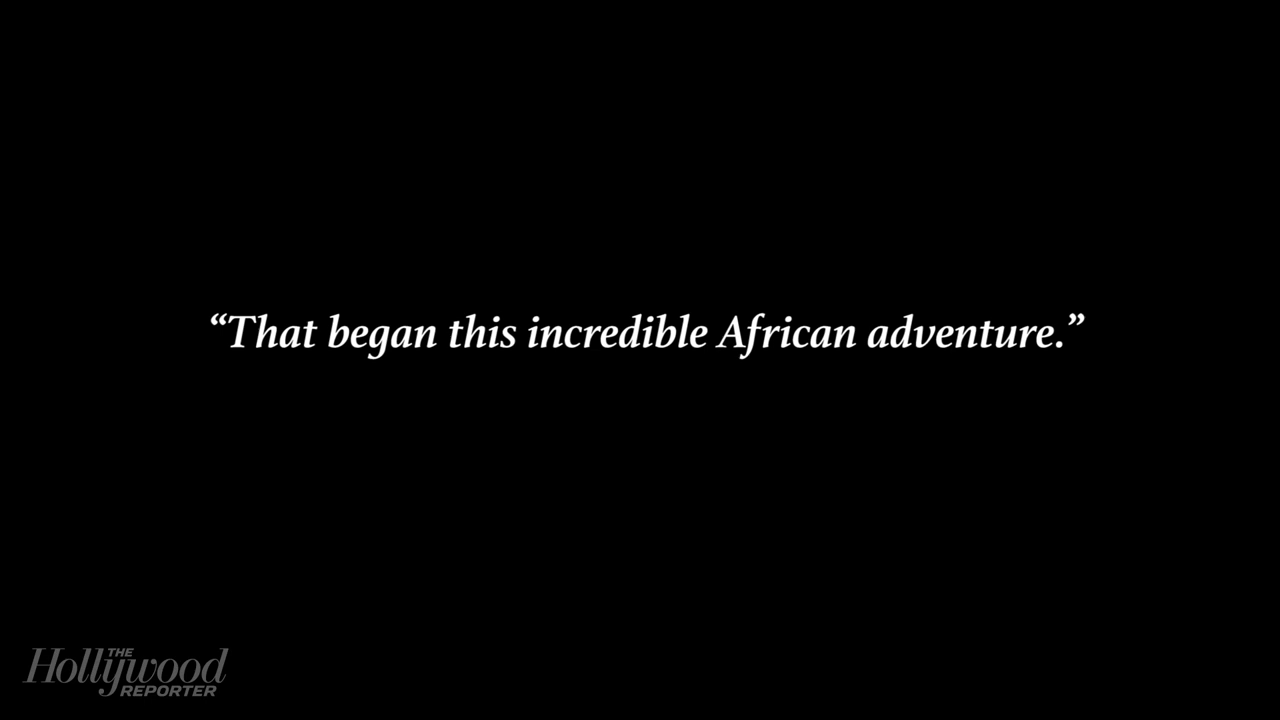 “That began this incredible African adventure.”
THE
Hollywood
REPORTER